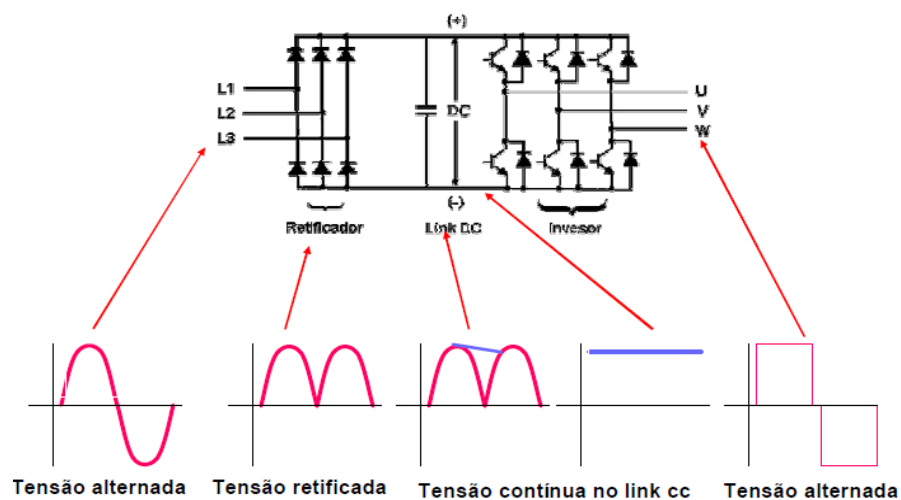 (+)
L1
L2
L3
DC
U
V
W
(-)
Retificador
Link DC
Invesor
Tensão alternada
Tensão retificada
Tensão contínua no link cc
Tensão alternada